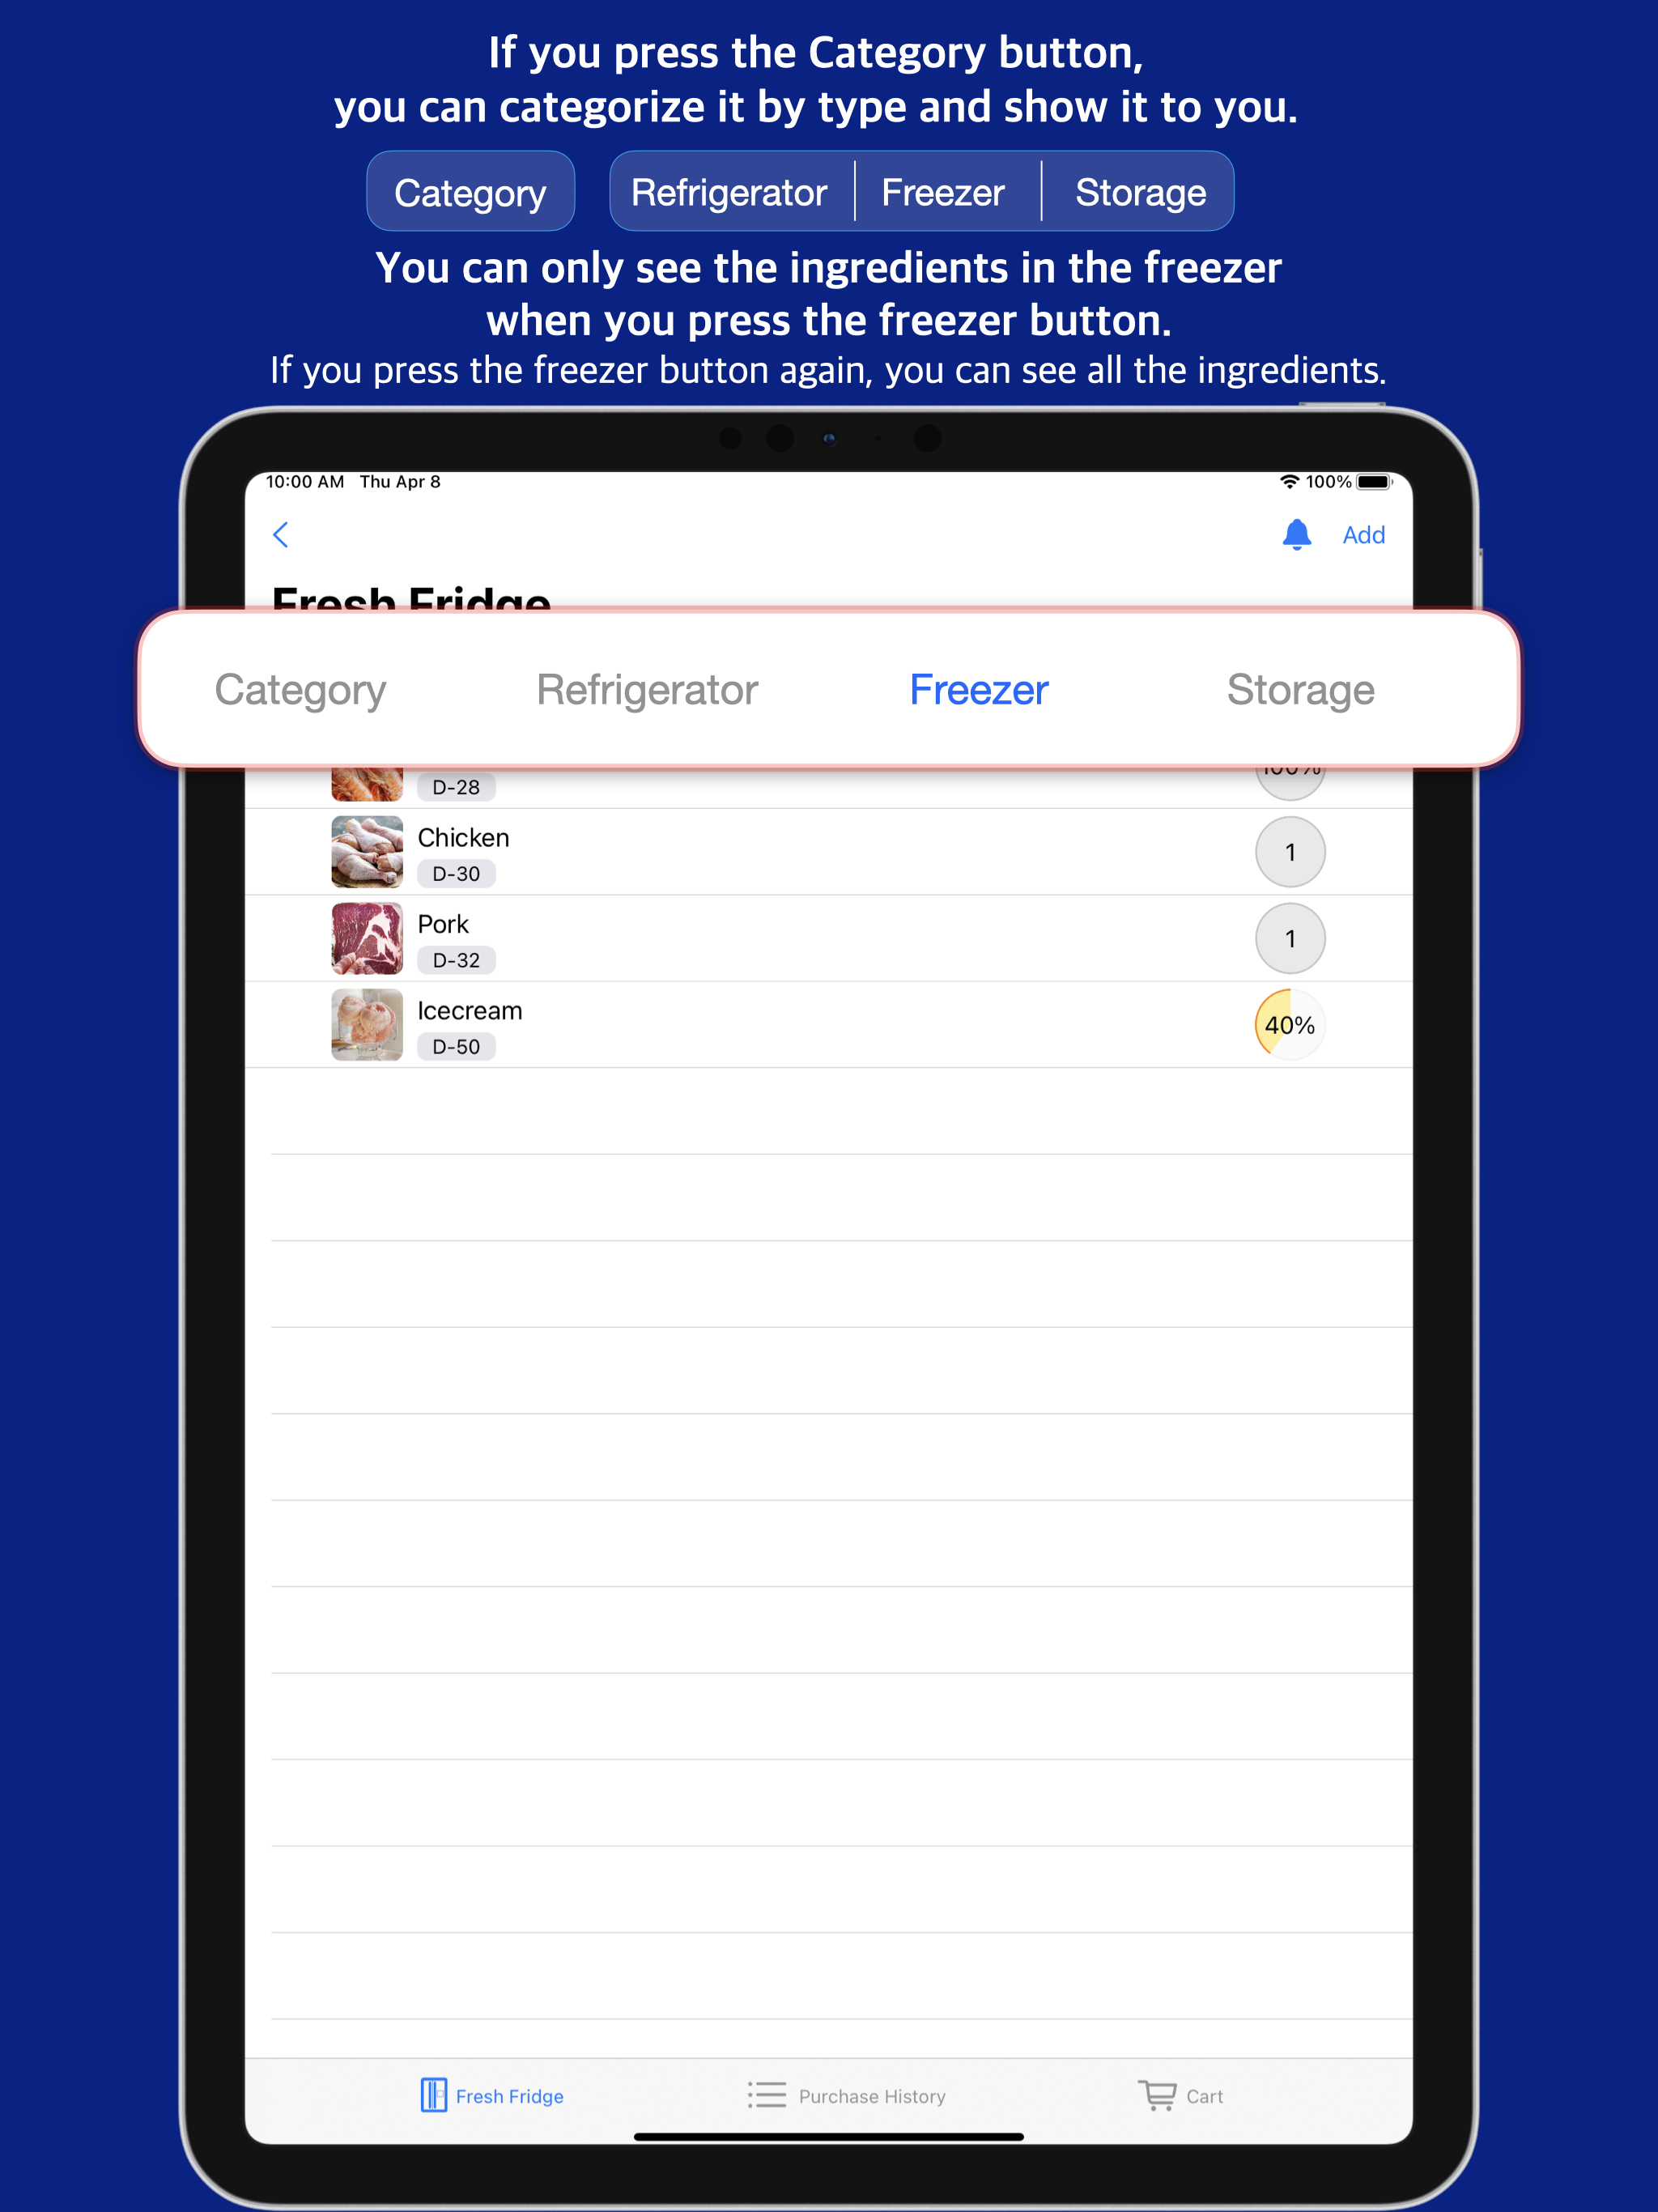 If you press the Category button,
you can categorize it by type and show it to you.
Category Refrigerator Freezer Storage
You can only see the ingredients in the freezer
when you press the freezer button.
If you press the freezer button again, you can see all the ingredients.
10:00 AM Thu Apr 8 100%
Add
Fresh Fridge
Category Refrigerator Freezer Storage
100%
D-28
Chicken
D-30
1
Pork
D-32
1
Icecream
D-50
40%
Fresh Fridge Purchase History Cart